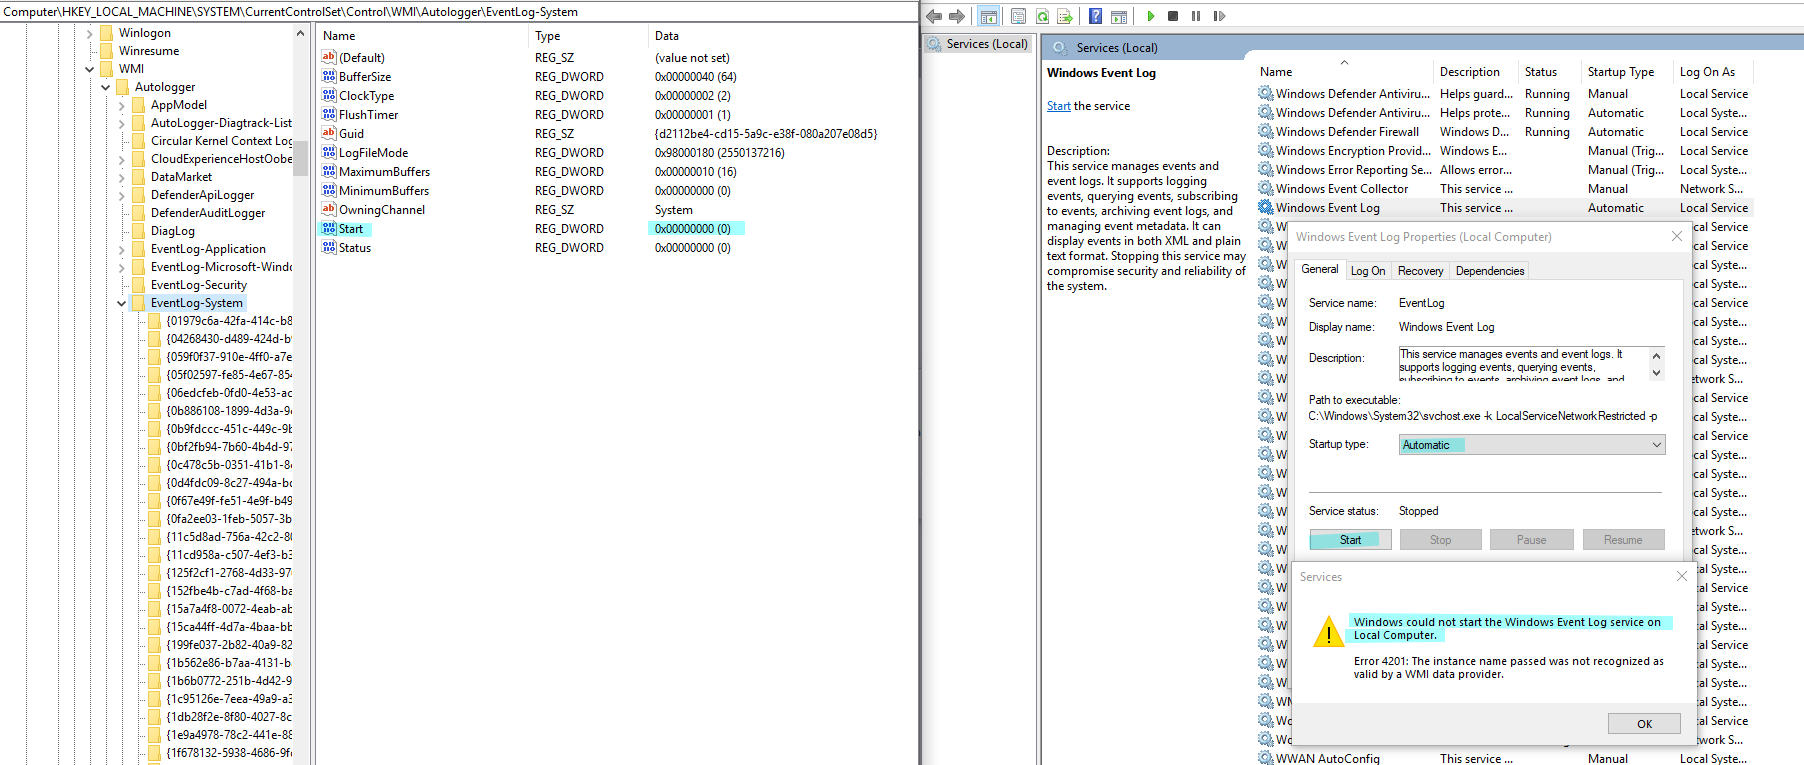 Computer\HKEY_LOCAL_MACHINE\SYSTEM\CurrentControlSet\Control\WMI\Autologger\EventLog-System
Winlogon
Winresume
WMI
Autologger
AppModel
AutoLogger-Diagtrack-List
Circular Kernel Context Log
CloudExperienceHostOobe
DataMarket
DefenderApiLogger
DefenderAuditLogger
DiagLog
EventLog-Application
EventLog-Microsoft-Windo
EventLog-Security
EventLog-System
{01979c6a-42fa-414c-b8
{04268430-d489-424d-b
{059f0f37-910e-4ff0-a7e
{05f02597-fe85-4e67-854
{06edcfeb-0fd0-4e53-ac
{0b886108-1899-4d3a-9
{0b9fdccc-451c-449c-9b
{0bf2fb94-7b60-4b4d-97
{0c478c5b-0351-41b1-8
{0d4fdc09-8c27-494a-bc
{0f67e49f-fe51-4e9f-b49
{0fa2ee03-1feb-5057-3b
{11c5d8ad-756a-42c2-80
{11cd958a-c507-4ef3-b3
{125f2cf1-2768-4d33-97
{152fbe4b-c7ad-4f68-ba
{15a7a4f8-0072-4eab-ab
{15ca44ff-4d7a-4baa-bb
{199fe037-2b82-40a9-82
{1b562e86-b7aa-4131-b
{1b6b0772-251b-4d42-9
{1c95126e-7eea-49a9-a3
{1db28f2e-8f80-4027-8c
{1e9a4978-78c2-441e-88
{1f678132-5938-4686-9f
Name Type Data
(Default) REG_SZ (value not set)
BufferSize REG_DWORD 0x00000040 (64)
ClockType REG_DWORD 0x00000002 (2)
FlushTimer REG_DWORD 0x00000001 (1)
Guid REG_SZ {d2112be4-cd15-5a9c-e38f-080a207e08d5}
LogFileMode REG_DWORD 0x98000180 (2550137216)
MaximumBuffers REG_DWORD 0x00000010 (16)
MinimumBuffers REG_DWORD 0x00000000 (0)
OwningChannel REG_SZ System
Start REG_DWORD 0x00000000 (0)
Status REG_DWORD 0x00000000 (0)
Services (Local)
Services (Local)
Windows Event Log
Start the service
Description:
This service manages events and
event logs. It supports logging
events, querying events, subscribing
to events, archiving event logs, and
managing event metadata. It can
display events in both XML and plain
text format. Stopping this service may
compromise security and reliability of
the system.
Name Description Status Startup Type Log On As
Windows Defender Antiviru... Helps guard... Running Manual Local Service
Windows Defender Antiviru... Helps prote... Running Automatic Local Syste...
Windows Defender Firewall Windows D... Running Automatic Local Service
Windows Encryption Provid... Windows E... Manual (Trig... Local Service
Windows Error Reporting Se... Allows error... Manual (Trig... Local Syste...
Windows Event Collector This service ... Manual Network S...
Windows Event Log This service ... Automatic Local Service
Windows Event Log Properties (Local Computer)
General Log On Recovery Dependencies
Service name: EventLog
Display name: Windows Event Log
Description: This service manages events and event logs. It
supports logging events, querying events,
subscribing to events, archiving event logs, and
Path to executable:
C:\Windows\System32\svchost.exe -k LocalServiceNetworkRestricted -p
Startup type: Automatic
Service status: Stopped
Start Stop Pause Resume
Services
Windows could not start the Windows Event Log service on
Local Computer.
Error 4201: The instance name passed was not recognized as
valid by a WMI data provider.
OK
WWAN AutoConfig This service ... Manual Local Syste...